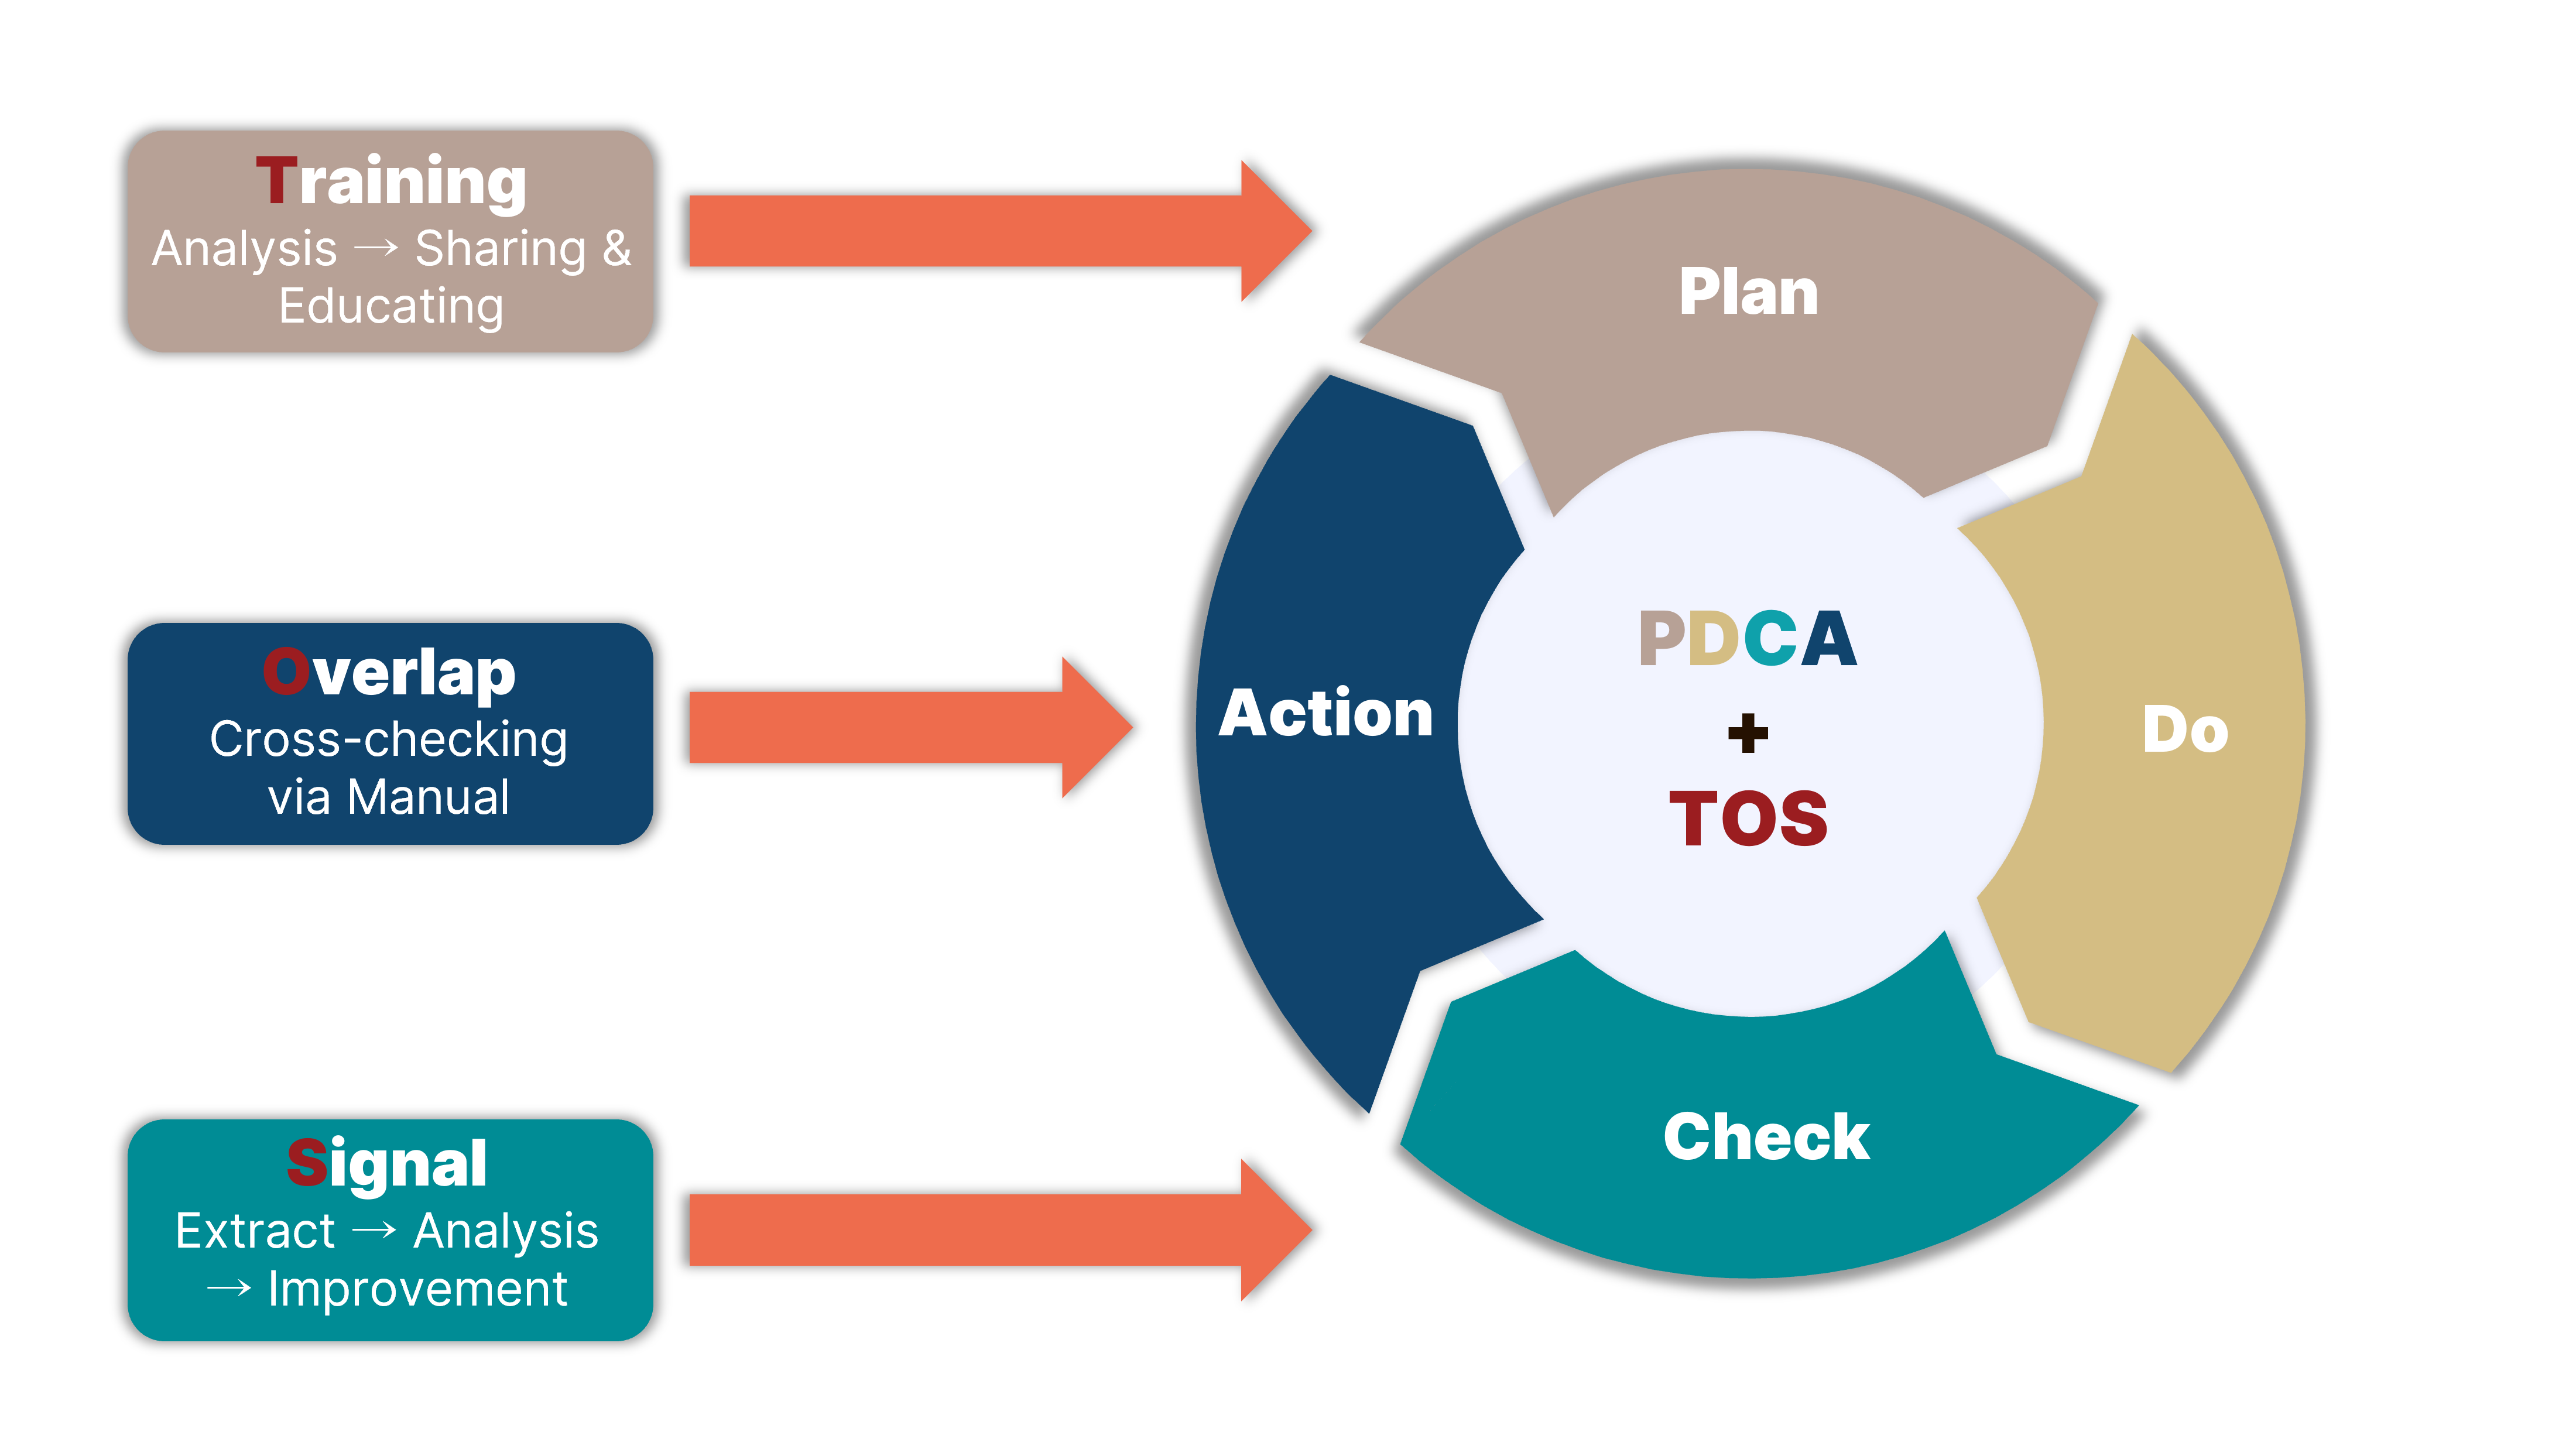 Training
Analysis → Sharing &
Educating
Overlap
Cross-checking
via Manual
Signal
Extract → Analysis
→ Improvement
Plan
Do
Check
Action
PDCA
+
TOS